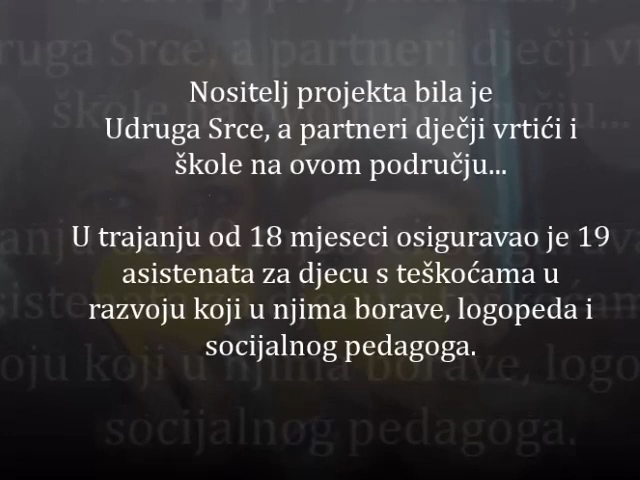 Nositelj projekta bila je
Udruga Srce, a partneri dječji vrtići i
škole na ovom području...
U trajanju od 18 mjeseci osiguravao je 19
asistenata za djecu s teškoćama u
razvoju koji u njima borave, logopeda i
socijalnog pedagoga.